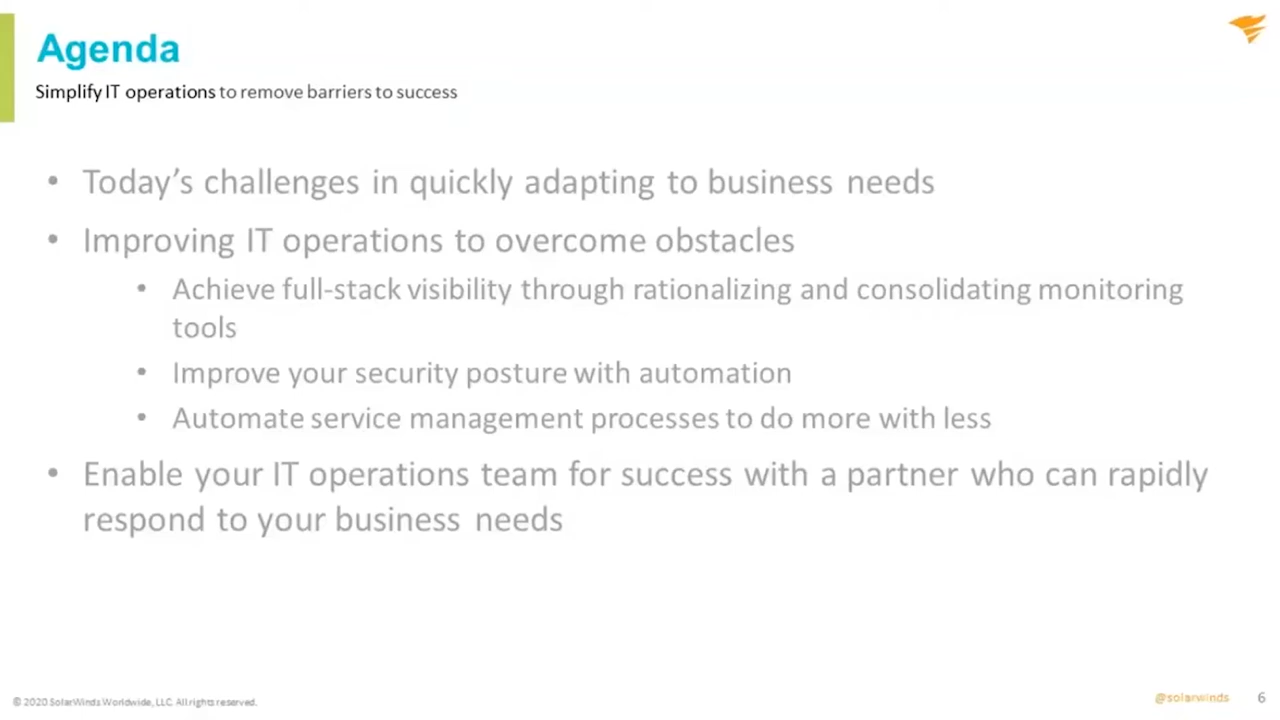 Agenda
Simplify IT operations to remove barriers to success
• Today’s challenges in quickly adapting to business needs
• Improving IT operations to overcome obstacles
• Achieve full-stack visibility through rationalizing and consolidating monitoring
tools
• Improve your security posture with automation
• Automate service management processes to do more with less
• Enable your IT operations team for success with a partner who can rapidly
respond to your business needs
© 2020 SolarWinds Worldwide, LLC. All rights reserved.
@solarwinds 6